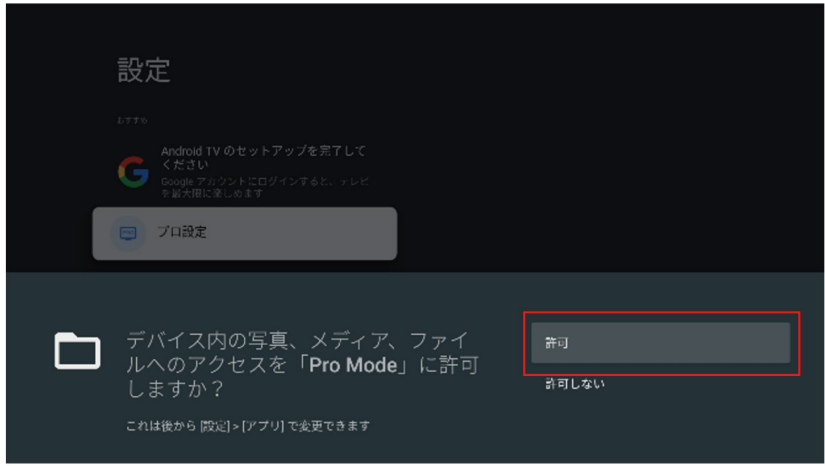 設定
おすすめ
Android TV のセットアップを完了して
ください
Google アカウントにログインすると、テレビ
を最大限に楽しめます
PRO
プロ設定
デバイス内の写真、メディア、ファイ
ルへのアクセスを「Pro Mode」に許可
しますか？
これは後から [設定] > [アプリ] で変更できます
許可
許可しない